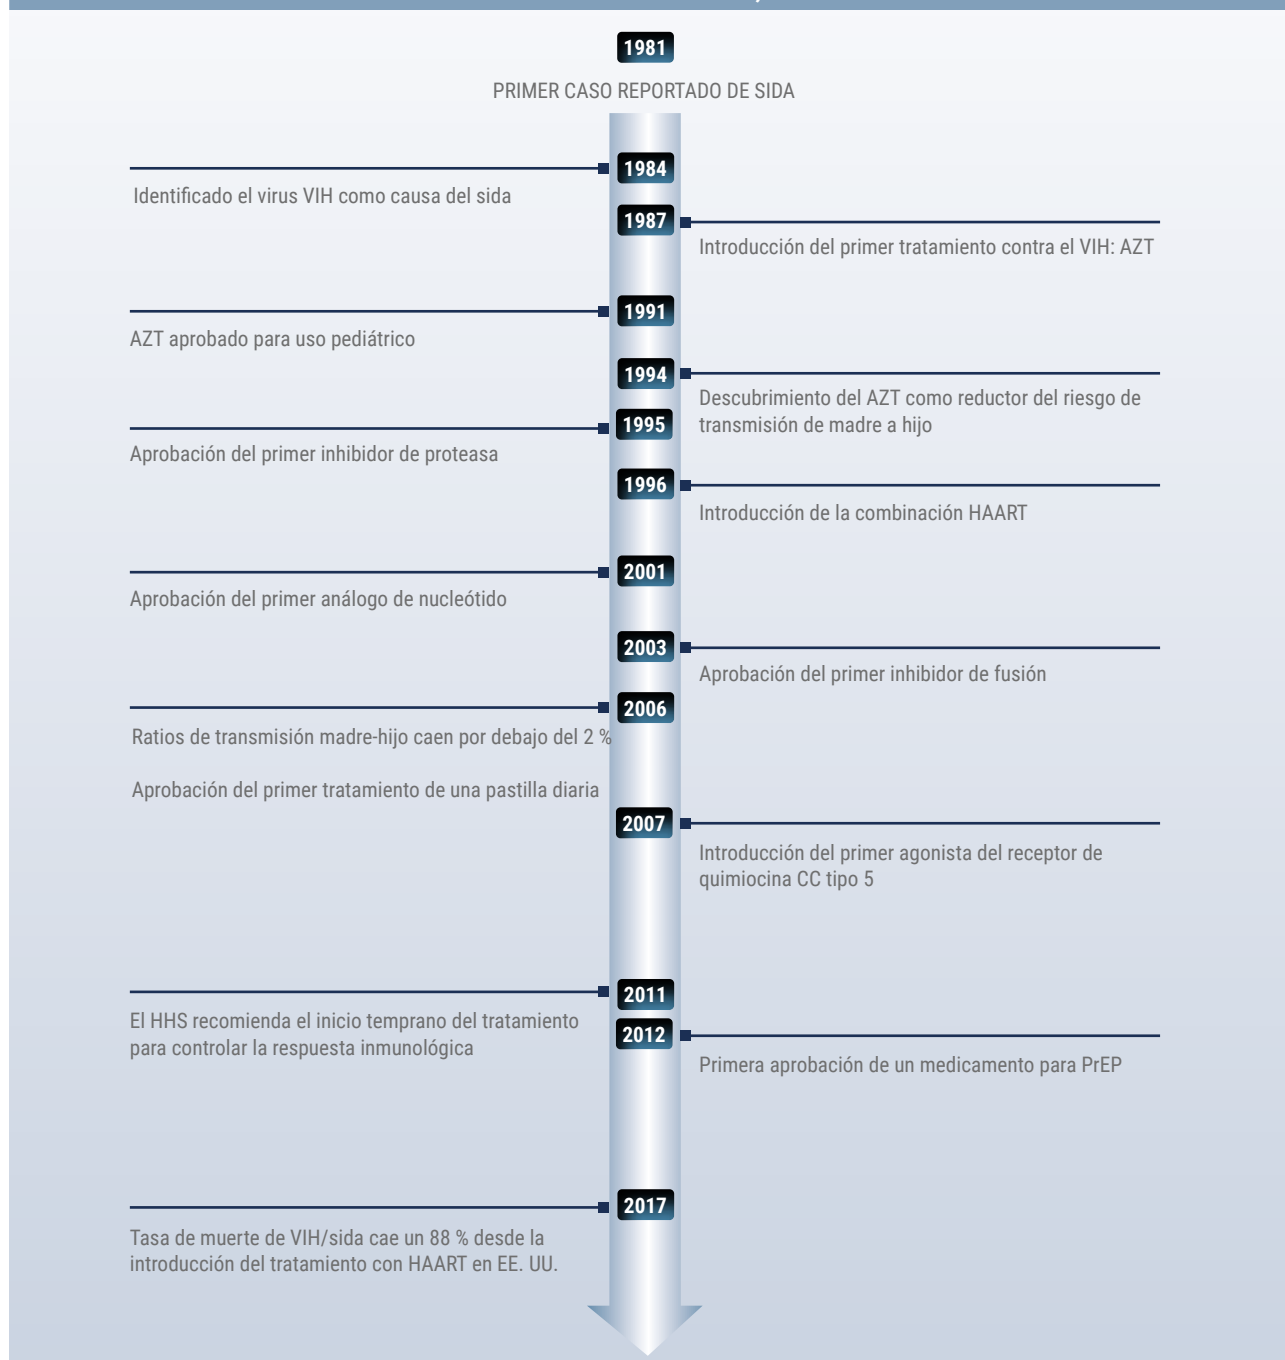 1981
PRIMER CASO REPORTADO DE SIDA
1984
Identificado el virus VIH como causa del sida
1987
Introducción del primer tratamiento contra el VIH: AZT
1991
AZT aprobado para uso pediátrico
1994
Descubrimiento del AZT como reductor del riesgo de
transmisión de madre a hijo
1995
Aprobación del primer inhibidor de proteasa
1996
Introducción de la combinación HAART
2001
Aprobación del primer análogo de nucleótido
2003
Aprobación del primer inhibidor de fusión
2006
Ratios de transmisión madre-hijo caen por debajo del 2 %
Aprobación del primer tratamiento de una pastilla diaria
2007
Introducción del primer agonista del receptor de
quimiocina CC tipo 5
2011
El HHS recomienda el inicio temprano del tratamiento
para controlar la respuesta inmunológica
2012
Primera aprobación de un medicamento para PrEP
2017
Tasa de muerte de VIH/sida cae un 88 % desde la
introducción del tratamiento con HAART en EE. UU.